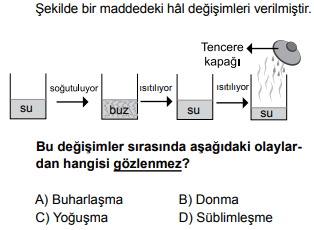 Şekilde bir maddedeki hâl değişimleri verilmiştir.
Tencere
kapağı
soğutuluyor
ısıtılıyor
ısıtılıyor
su
buz
su
su
Bu değişimler sırasında aşağıdaki olaylar-
dan hangisi gözlenmez?
A) Buharlaşma
B) Donma
C) Yoğuşma
D) Süblimleşme